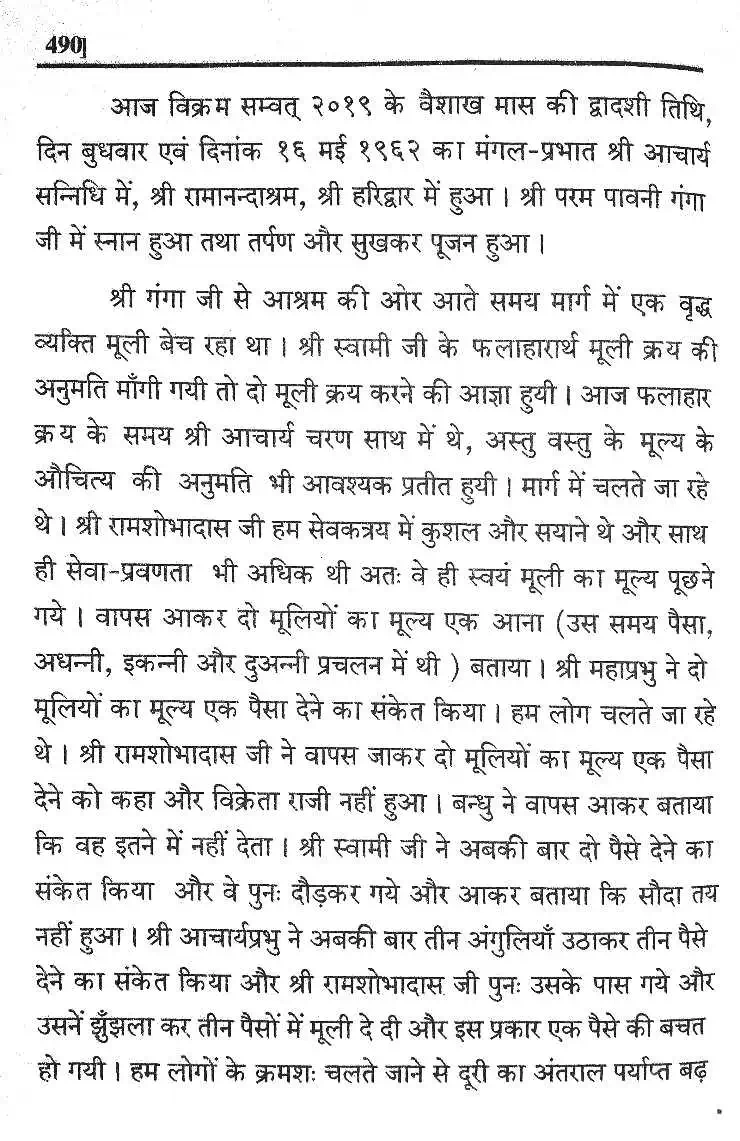 490]
आज विक्रम सम्वत् २०१९ के वैशाख मास की द्वादशी तिथि,
दिन बुधवार एवं दिनांक १६ मई १९६२ का मंगल-प्रभात श्री आचार्य
सन्निधि में, श्री रामानन्दाश्रम, श्री हरिद्वार में हुआ । श्री परम पावनी गंगा
जी में स्नान हुआ तथा तर्पण और सुखकर पूजन हुआ ।
श्री गंगा जी से आश्रम की ओर आते समय मार्ग में एक वृद्ध
व्यक्ति मूली बेच रहा था । श्री स्वामी जी के फलाहारार्थ मूली क्रय की
अनुमति माँगी गयी तो दो मूली क्रय करने की आज्ञा हुयी । आज फलाहार
क्रय के समय श्री आचार्य चरण साथ में थे, अस्तु वस्तु के मूल्य के
औचित्य की अनुमति भी आवश्यक प्रतीत हुयी । मार्ग में चलते जा रहे
थे । श्री रामशोभादास जी हम सेवकत्रय में कुशल और सयाने थे और साथ
ही सेवा-प्रवणता भी अधिक थी अतः वे ही स्वयं मूली का मूल्य पूछने
गये । वापस आकर दो मूलियों का मूल्य एक आना (उस समय पैसा,
अधन्नी, इकन्नी और दुअन्नी प्रचलन में थी ) बताया । श्री महाप्रभु ने दो
मूलियों का मूल्य एक पैसा देने का संकेत किया । हम लोग चलते जा रहे
थे । श्री रामशोभादास जी ने वापस जाकर दो मूलियों का मूल्य एक पैसा
देने को कहा और विक्रेता राजी नहीं हुआ । बन्धु ने वापस आकर बताया
कि वह इतने में नहीं देता । श्री स्वामी जी ने अबकी बार दो पैसे देने का
संकेत किया और वे पुनः दौड़कर गये और आकर बताया कि सौदा तय
नहीं हुआ । श्री आचार्यप्रभु ने अबकी बार तीन अंगुलियाँ उठाकर तीन पैसे
देने का संकेत किया और श्री रामशोभादास जी पुनः उसके पास गये और
उसनें झुँझला कर तीन पैसों में मूली दे दी और इस प्रकार एक पैसे की बचत
हो गयी । हम लोगों के क्रमशः चलते जाने से दूरी का अंतराल पर्याप्त बढ़